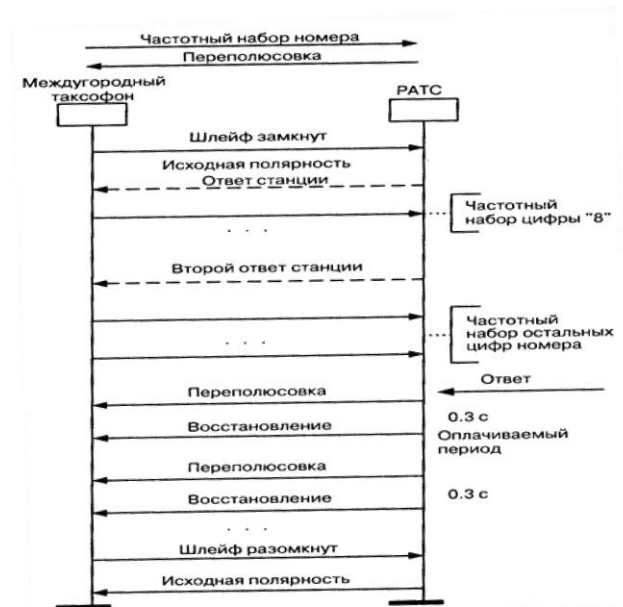 Частотный набор номера
Переполюсовка
Междугородный
таксофон
РАТС
Шлейф замкнут
Исходная полярность
Ответ станции
Частотный
набор цифры "8"
. . .
Второй ответ станции
Частотный
набор остальных
цифр номера
. . .
Ответ
Переполюсовка
0.3 с
Восстановление
Оплачиваемый
период
Переполюсовка
Восстановление
0.3 с
. . .
Шлейф разомкнут
Исходная полярность